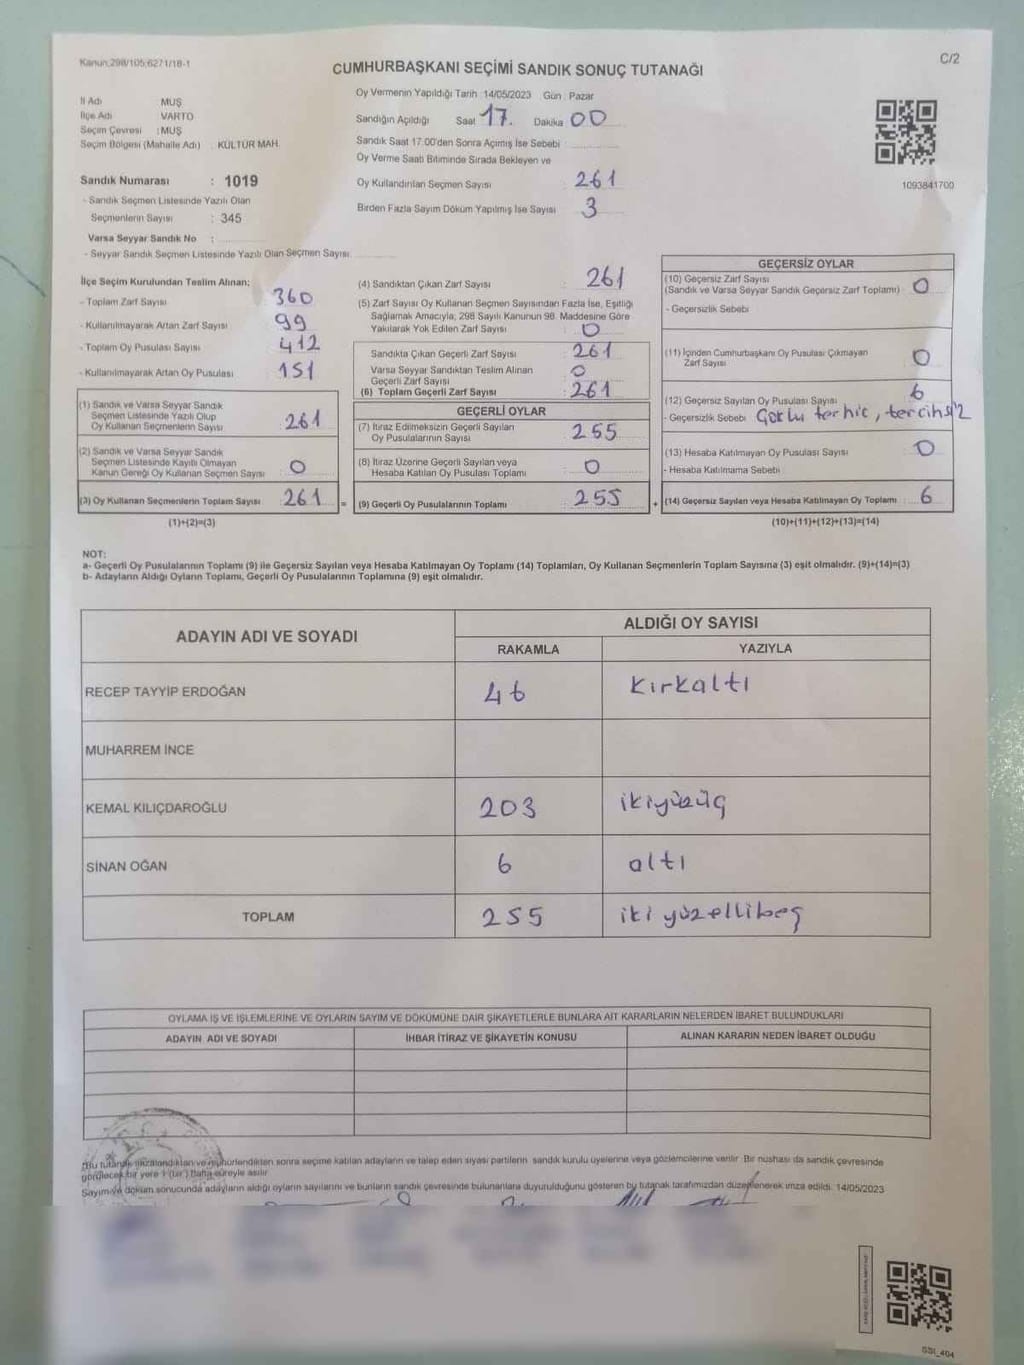 Kanun:298/105;6271/18-1
C/2
CUMHURBAŞKANI SEÇİMİ SANDIK SONUÇ TUTANAĞI
İl Adı MUŞ
İlçe Adı VARTO
Seçim Çevresi : MUŞ
Seçim Bölgesi (Mahalle Adı) : KÜLTÜR MAH.
Sandık Numarası : 1019
- Sandık Seçmen Listesinde Yazılı Olan
Seçmenlerin Sayısı : 345
Varsa Seyyar Sandık No :
- Seyyar Sandık Seçmen Listesinde Yazılı Olan Seçmen Sayısı
Oy Vermenin Yapıldığı Tarih :14/05/2023 Gün : Pazar
Sandığın Açıldığı Saat 17. Dakika 00
Sandık Saat 17.00'den Sonra Açımış İse Sebebi
Oy Verme Saati Bitiminde Sırada Bekleyen ve
Oy Kullandırılan Seçmen Sayısı : 261
Birden Fazla Sayım Döküm Yapılmış İse Sayısı : 3
1093841700
İlçe Seçim Kurulundan Teslim Alınan;
- Toplam Zarf Sayısı : 360
- Kullanılmayarak Artan Zarf Sayısı : 99
- Toplam Oy Pusulası Sayısı : 412
- Kullanılmayarak Artan Oy Pusulası : 151
(1) Sandık ve Varsa Seyyar Sandık
Seçmen Listesinde Yazılı Olup
Oy Kullanan Seçmenlerin Sayısı : 261
(2) Sandık ve Varsa Seyyar Sandık
Seçmen Listesinde Kayıtlı Olmayan
Kanun Gereği Oy Kullanan Seçmen Sayısı : 0
(3) Oy Kullanan Seçmenlerin Toplam Sayısı : 261 =
(1)+(2)=(3)
(4) Sandıktan Çıkan Zarf Sayısı : 261
(5) Zarf Sayısı Oy Kullanan Seçmen Sayısından Fazla İse, Eşitliği
Sağlamak Amacıyla; 298 Sayılı Kanunun 98. Maddesine Göre
Yakılarak Yok Edilen Zarf Sayısı : 0
Sandıkta Çıkan Geçerli Zarf Sayısı : 261
Varsa Seyyar Sandıktan Teslim Alınan
Geçerli Zarf Sayısı : 0
(6) Toplam Geçerli Zarf Sayısı : 261
GEÇERLİ OYLAR
(7) İtiraz Edilmeksizin Geçerli Sayılan
Oy Pusulalarının Sayısı : 255
(8) İtiraz Üzerine Geçerli Sayılan veya
Hesaba Katılan Oy Pusulası Toplamı : 0
(9) Geçerli Oy Pusulalarının Toplamı : 255 +
GEÇERSİZ OYLAR
(10) Geçersiz Zarf Sayısı
(Sandık ve Varsa Seyyar Sandık Geçersiz Zarf Toplamı) : 0
- Geçersizlik Sebebi
(11) İçinden Cumhurbaşkanı Oy Pusulası Çıkmayan
Zarf Sayısı : 0
(12) Geçersiz Sayılan Oy Pusulası Sayısı : 6
- Geçersizlik Sebebi Çoklu tercih, tercihsiz
(13) Hesaba Katılmayan Oy Pusulası Sayısı : 0
- Hesaba Katılmama Sebebi
(14) Geçersiz Sayılan veya Hesaba Katılmayan Oy Toplamı : 6
(10)+(11)+(12)+(13)=(14)
NOT:
a- Geçerli Oy Pusulalarının Toplamı (9) ile Geçersiz Sayılan veya Hesaba Katılmayan Oy Toplamı (14) Toplamları, Oy Kullanan Seçmenlerin Toplam Sayısına (3) eşit olmalıdır. (9)+(14)=(3)
b- Adayların Aldığı Oyların Toplamı, Geçerli Oy Pusulalarının Toplamına (9) eşit olmalıdır.
ADAYIN ADI VE SOYADI ALDIĞI OY SAYISI
RAKAMLA YAZIYLA
RECEP TAYYİP ERDOĞAN 46 kırkaltı
MUHARREM İNCE
KEMAL KILIÇDAROĞLU 203 ikiyüzüç
SİNAN OĞAN 6 altı
TOPLAM 255 iki yüzellibeş
OYLAMA İŞ VE İŞLEMLERİNE VE OYLARIN SAYIM VE DÖKÜMÜNE DAİR ŞİKAYETLERLE BUNLARA AİT KARARLARIN NELERDEN İBARET BULUNDUKLARI
ADAYIN ADI VE SOYADI İHBAR İTİRAZ VE ŞİKAYETİN KONUSU ALINAN KARARIN NEDEN İBARET OLDUĞU
Bu tutanak imzalandıktan ve mühürlendikten sonra seçime katılan adayların ve talep eden siyasi partilerin sandık kurulu üyelerine veya gözlemcilerine verilir. Bir nüshası da sandık çevresinde
görülecek bir yere 1 (bir) hafta süreyle asılır.
Sayım ve döküm sonucunda adayların aldığı oyların sayılarını ve bunların sandık çevresinde bulunanlara duyurulduğunu gösteren bu tutanak tarafımızdan düzenlenerek imza edildi. 14/05/2023
SSI_404